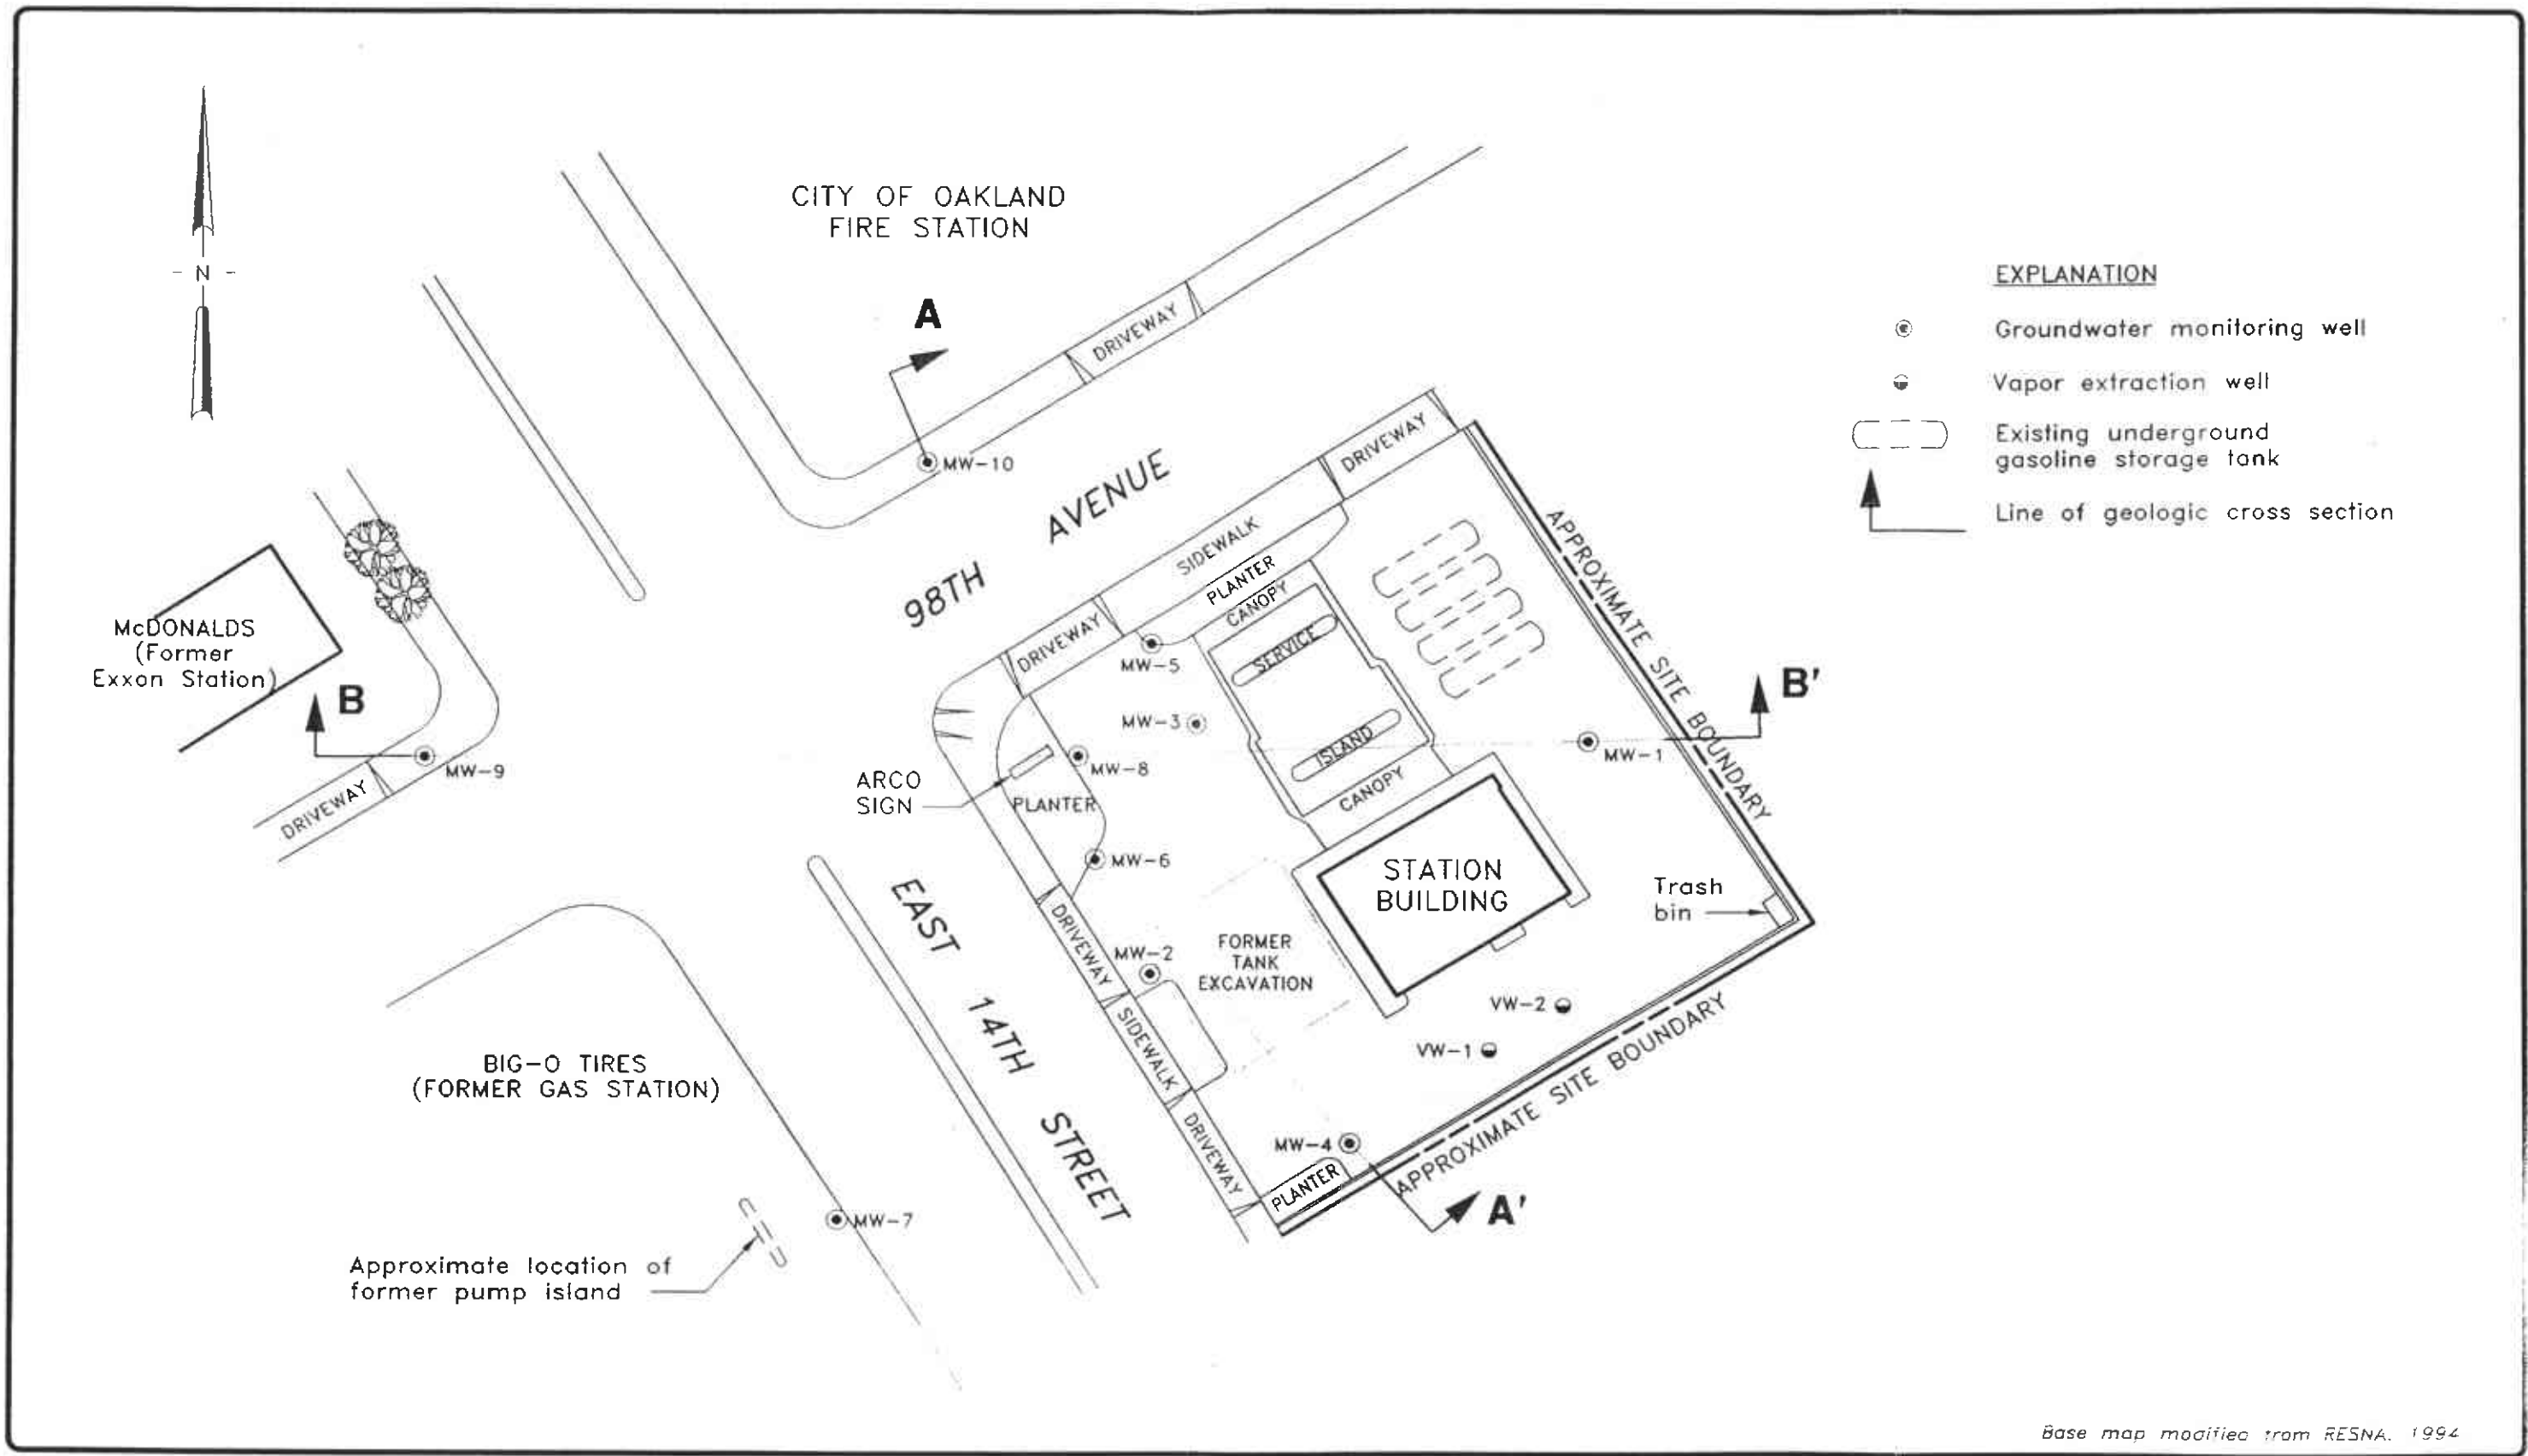 CITY OF OAKLAND
FIRE STATION
N
A
DRIVEWAY
MW-10
98TH AVENUE
EXPLANATION
Groundwater monitoring well
Vapor extraction well
Existing underground
gasoline storage tank
Line of geologic cross section
DRIVEWAY
SIDEWALK
PLANTER
CANOPY
SERVICE
ISLAND
CANOPY
DRIVEWAY
MW-5
MW-3
MW-8
MW-1
APPROXIMATE SITE BOUNDARY
B'
McDONALDS
(Former
Exxon Station)
B
MW-9
DRIVEWAY
ARCO
SIGN
PLANTER
MW-6
STATION
BUILDING
Trash
bin
EAST 14TH STREET
DRIVEWAY
MW-2
FORMER
TANK
EXCAVATION
SIDEWALK
VW-2
VW-1
DRIVEWAY
MW-4
PLANTER
APPROXIMATE SITE BOUNDARY
A'
BIG-O TIRES
(FORMER GAS STATION)
MW-7
Approximate location of
former pump island
Base map modified from RESNA. 1994